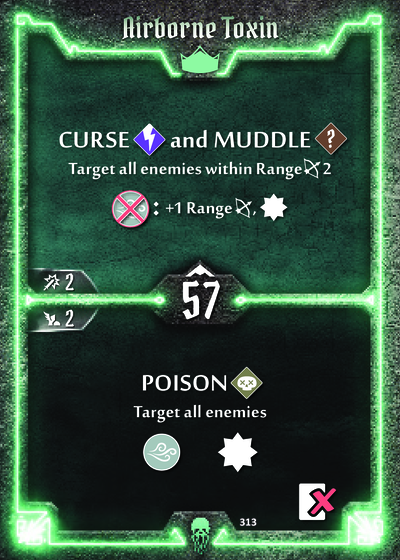 Airborne Toxin
CURSE and MUDDLE ?
Target all enemies within Range 2
: +1 Range ,
2
57
2
POISON
Target all enemies
X
313